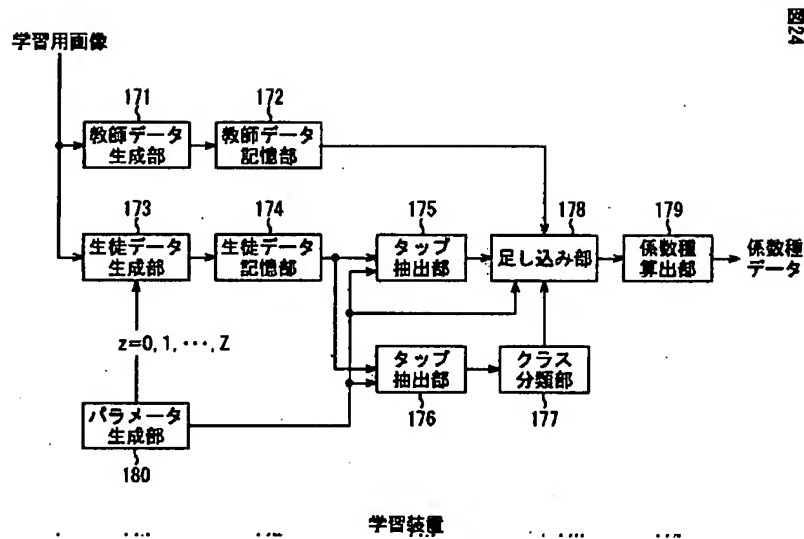 図24
学習用画像
171
172
教師データ
生成部
教師データ
記憶部
173
174
175
178
179
生徒データ
生成部
生徒データ
記憶部
タップ
抽出部
足し込み部
係数種
算出部
係数種
データ
z=0, 1, ･･･, Z
タップ
抽出部
クラス
分類部
176
177
パラメータ
生成部
180
学習装置